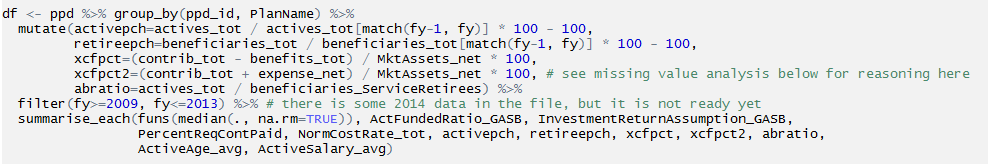 df <- ppd %>% group_by(ppd_id, PlanName) %>%
mutate(activepch=actives_tot / actives_tot[match(fy-1, fy)] * 100 - 100,
retireepch=beneficiaries_tot / beneficiaries_tot[match(fy-1, fy)] * 100 - 100,
xcfpct=(contrib_tot - benefits_tot) / MktAssets_net * 100,
xcfpct2=(contrib_tot + expense_net) / MktAssets_net * 100, # see missing value analysis below for reasoning here
abratio=actives_tot / beneficiaries_ServiceRetirees) %>%
filter(fy>=2009, fy<=2013) %>% # there is some 2014 data in the file, but it is not ready yet
summarise_each(funs(median(., na.rm=TRUE)), ActFundedRatio_GASB, InvestmentReturnAssumption_GASB,
PercentReqContPaid, NormCostRate_tot, activepch, retireepch, xcfpct, xcfpct2, abratio,
ActiveAge_avg, ActiveSalary_avg)